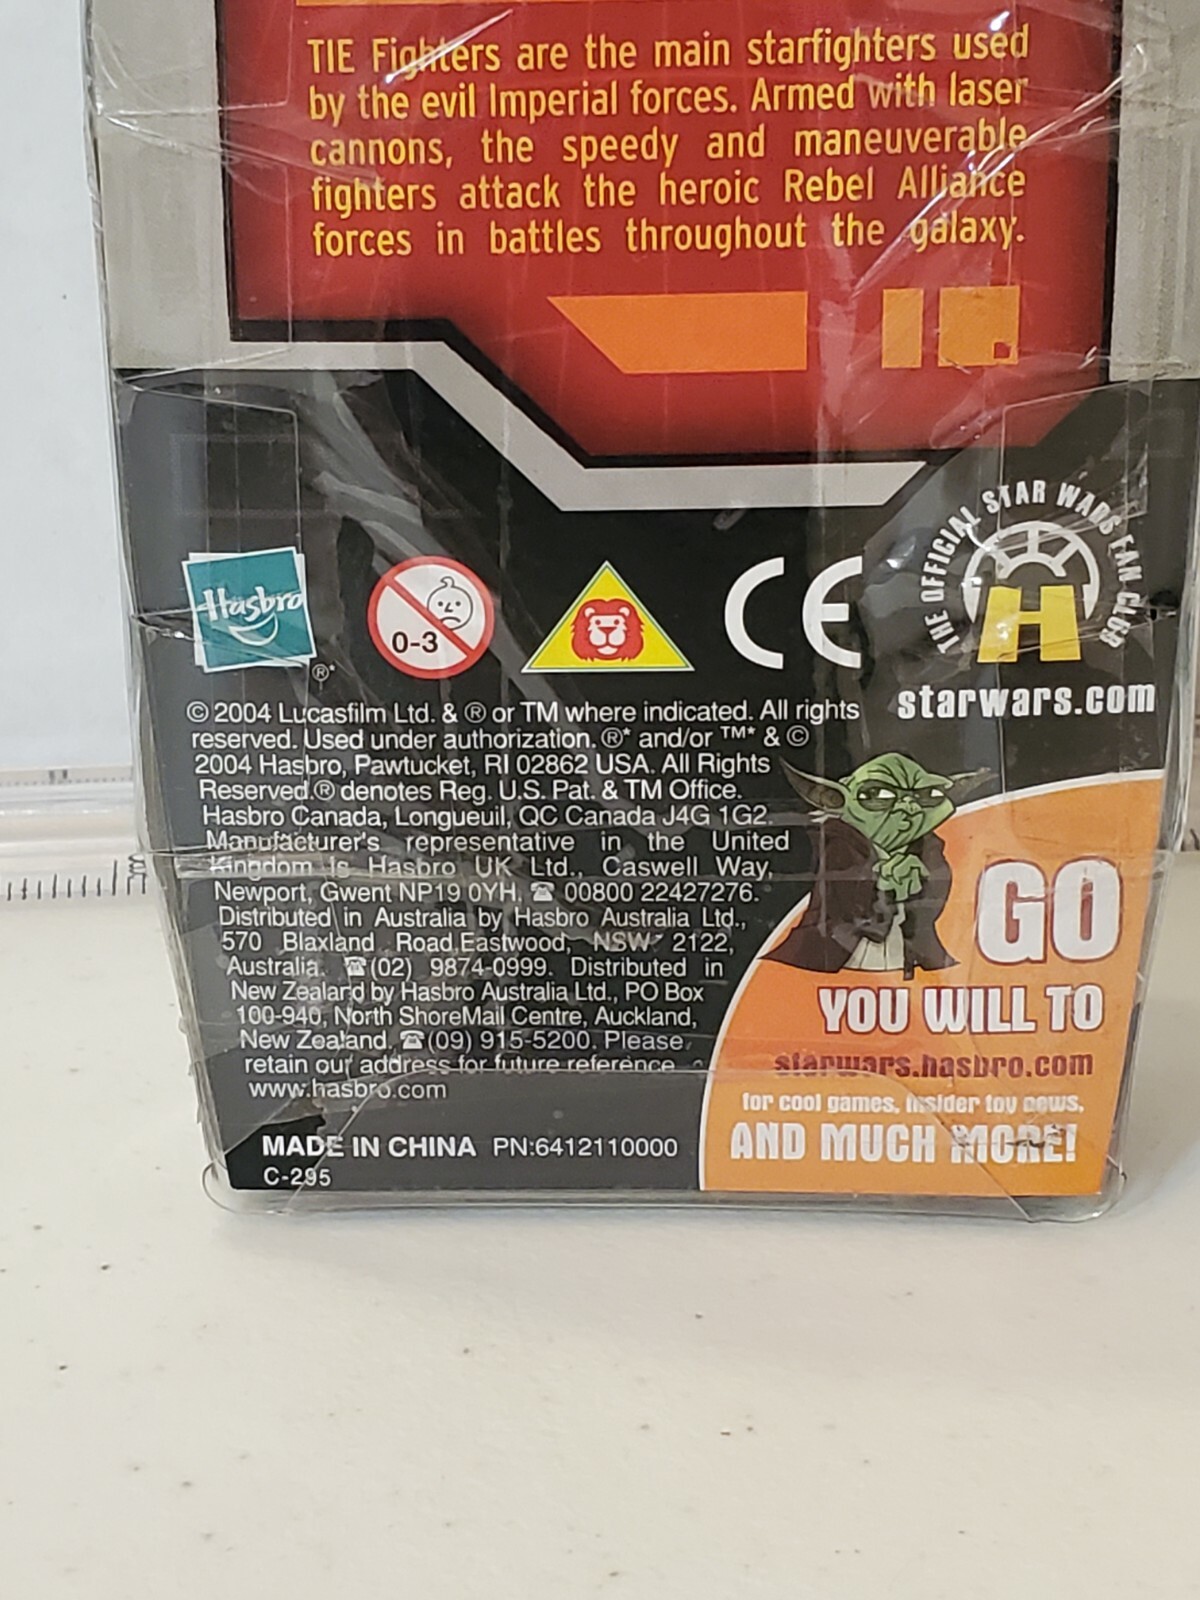 TIE Fighters are the main starfighters used
by the evil Imperial forces. Armed with laser
cannons, the speedy and maneuverable
fighters attack the heroic Rebel Alliance
forces in battles throughout the galaxy.
Hasbro
®*
0-3
CE
THE OFFICIAL STAR WARS FAN CLUB
H
starwars.com
© 2004 Lucasfilm Ltd. & ® or TM where indicated. All rights
reserved. Used under authorization. ®* and/or ™* & ©
2004 Hasbro, Pawtucket, RI 02862 USA. All Rights
Reserved.® denotes Reg. U.S. Pat. & TM Office.
Hasbro Canada, Longueuil, QC Canada J4G 1G2.
Manufacturer's representative in the United
Kingdom is Hasbro UK Ltd., Caswell Way,
Newport, Gwent NP19 0YH. ☎ 00800 22427276.
Distributed in Australia by Hasbro Australia Ltd.,
570 Blaxland Road,Eastwood, NSW 2122,
Australia. ☎(02) 9874-0999. Distributed in
New Zealand by Hasbro Australia Ltd., PO Box
100-940, North ShoreMail Centre, Auckland,
New Zealand. ☎(09) 915-5200. Please
retain our address for future reference
www.hasbro.com
MADE IN CHINA PN:6412110000
C-295
GO
YOU WILL TO
starwars.hasbro.com
for cool games, insider toy news,
AND MUCH MORE!